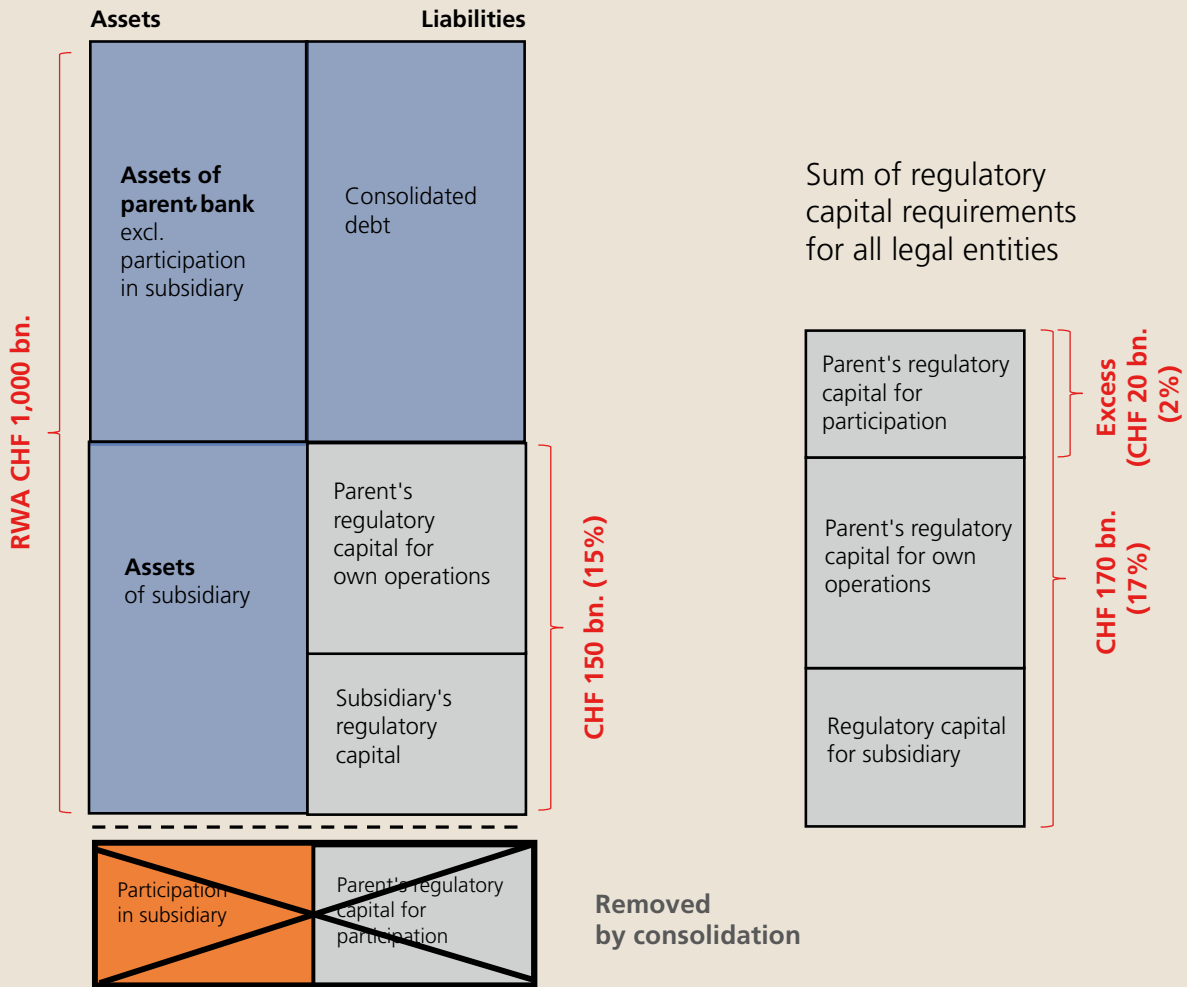 Assets
Liabilities
RWA CHF 1,000 bn.
Assets of
parent bank
excl.
participation
in subsidiary
Consolidated
debt
Assets
of subsidiary
Parent's
regulatory
capital for
own operations
Subsidiary's
regulatory
capital
CHF 150 bn. (15%)
Participation
in subsidiary
Parent's regulatory
capital for
participation
Removed
by consolidation
Sum of regulatory
capital requirements
for all legal entities
Parent's regulatory
capital for
participation
Parent's regulatory
capital for own
operations
Regulatory capital
for subsidiary
Excess
(CHF 20 bn.
(2%)
CHF 170 bn.
(17%)